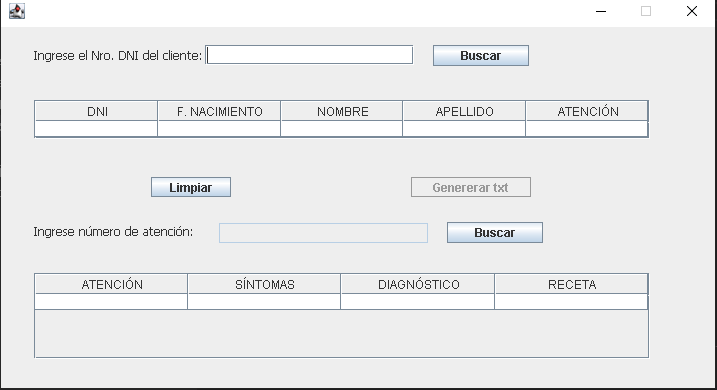 Ingrese el Nro. DNI del cliente: Buscar
DNI F. NACIMIENTO NOMBRE APELLIDO ATENCIÓN
Limpiar Genererar txt
Ingrese número de atención: Buscar
ATENCIÓN SÍNTOMAS DIAGNÓSTICO RECETA